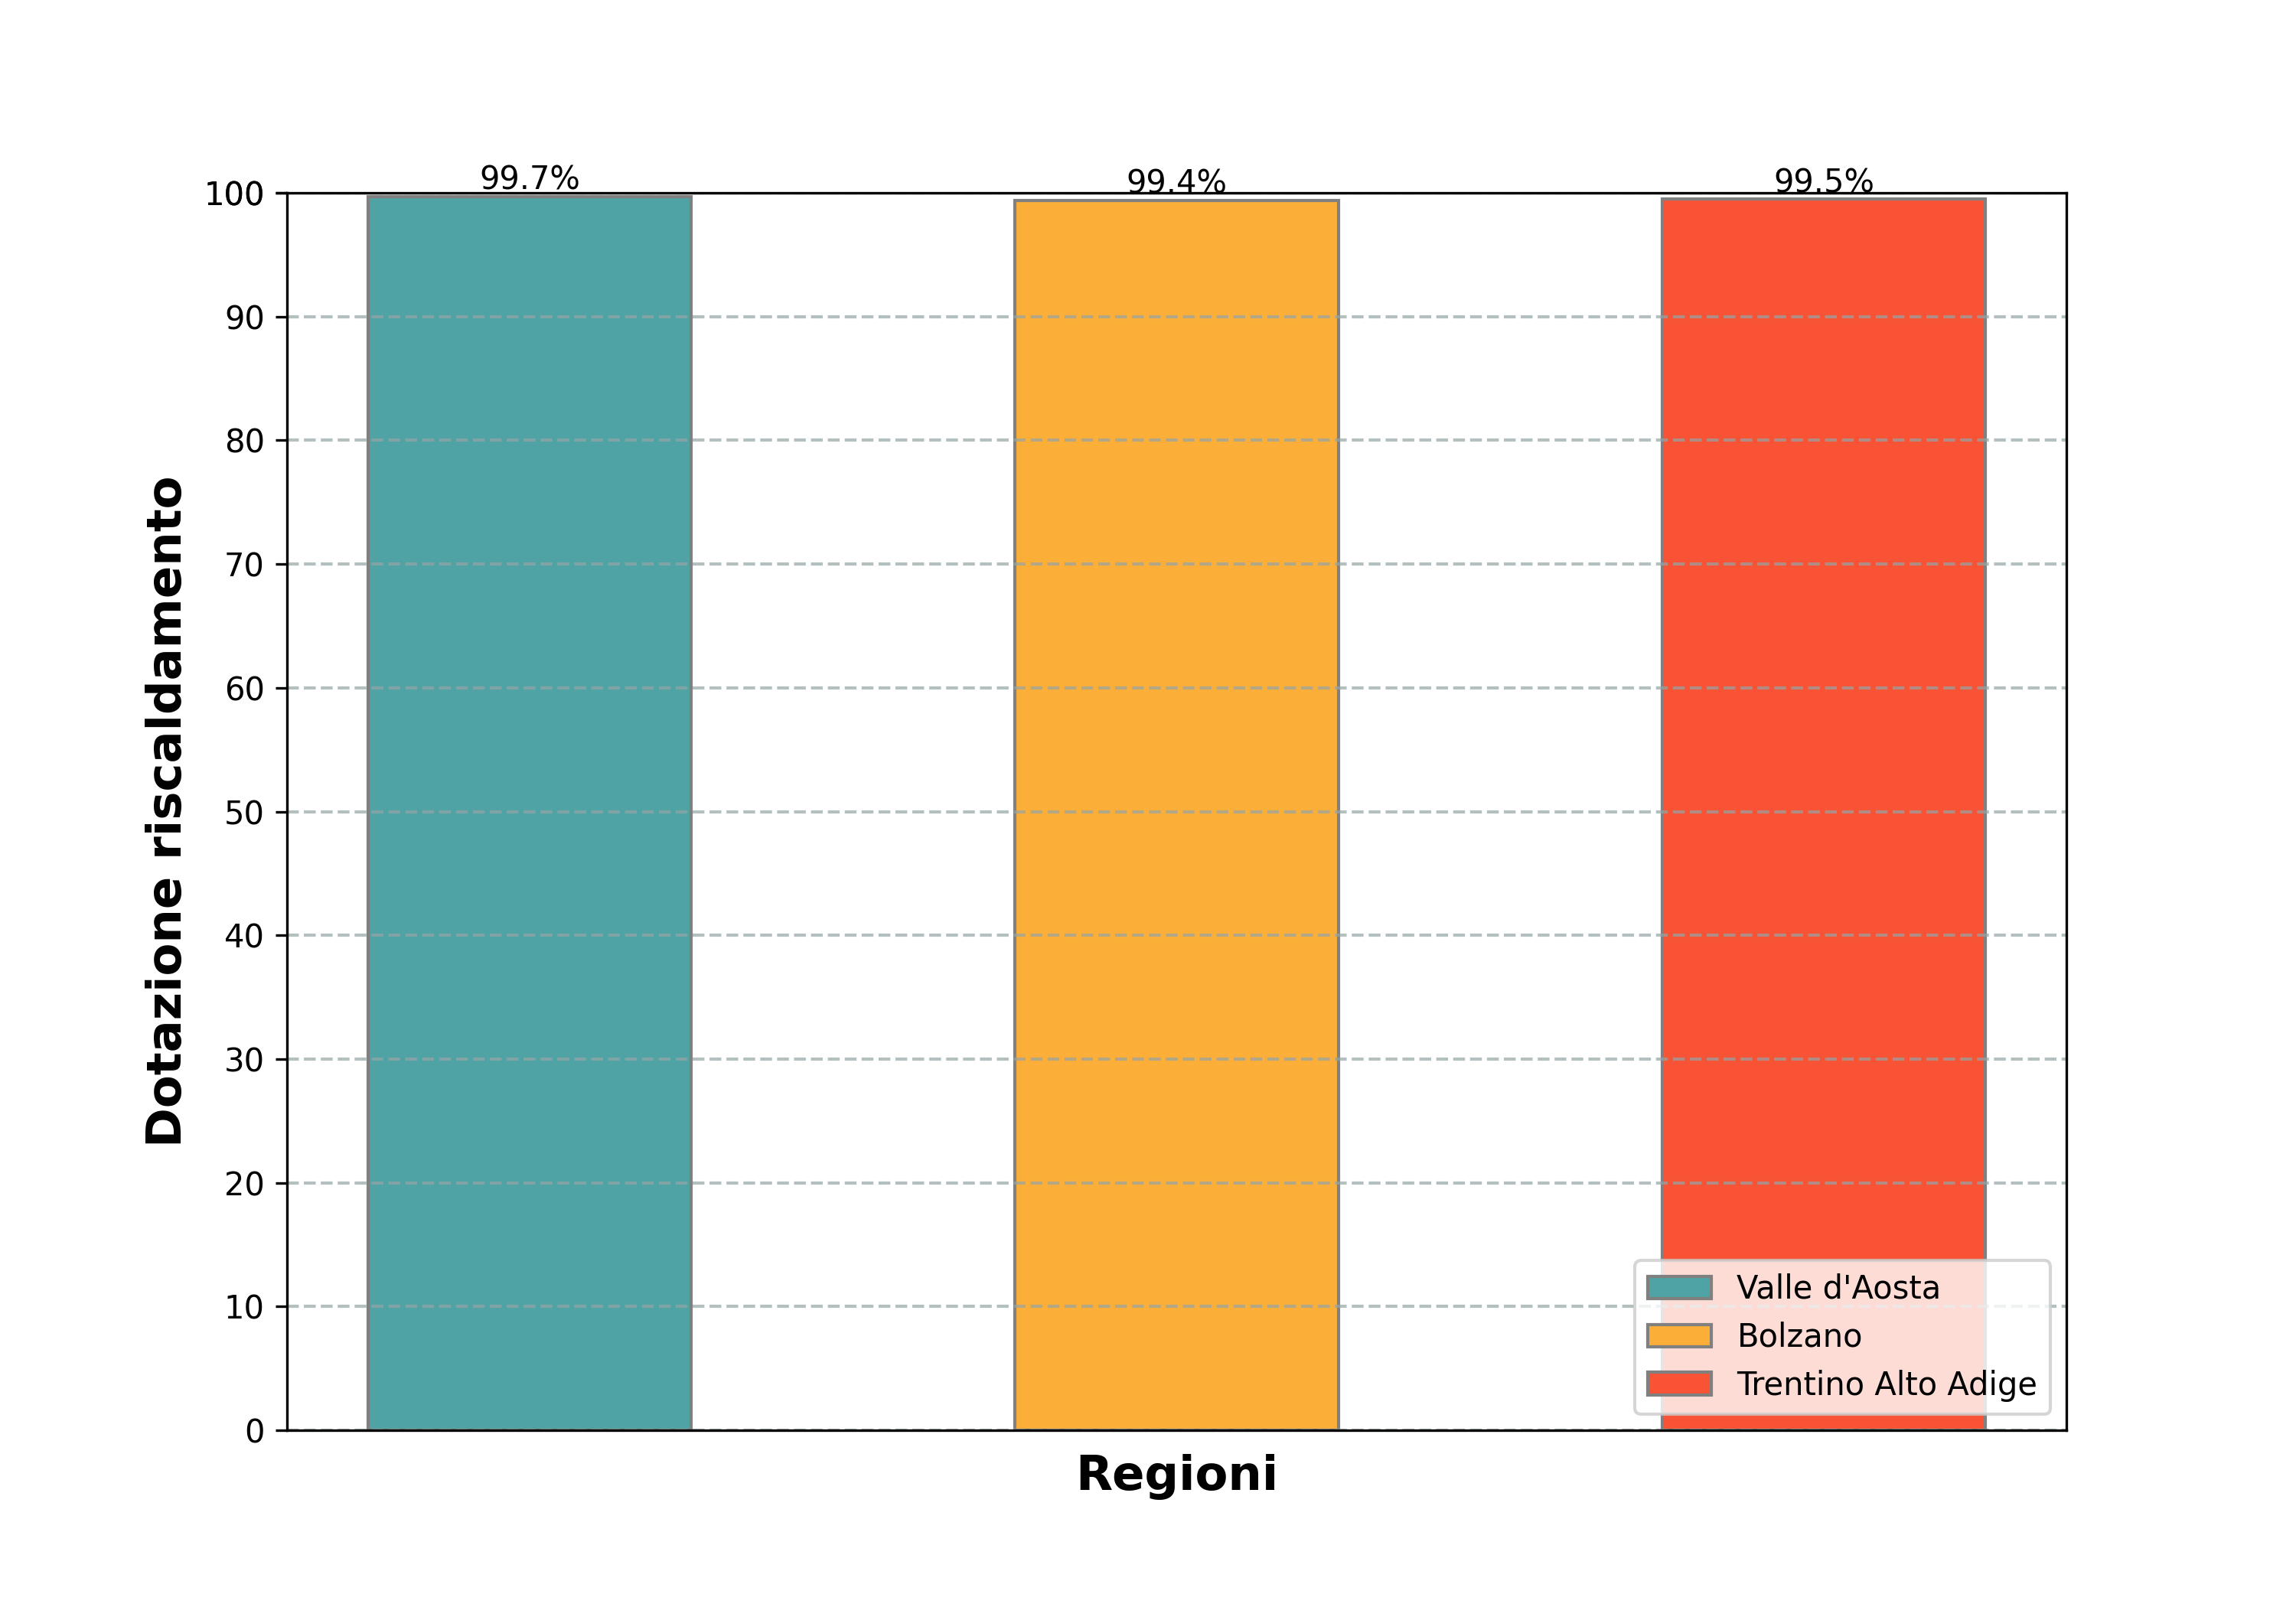 99.7%
99.4%
99.5%
100
90
80
70
60
50
40
30
20
10
0
Dotazione riscaldamento
Valle d'Aosta
Bolzano
Trentino Alto Adige
Regioni